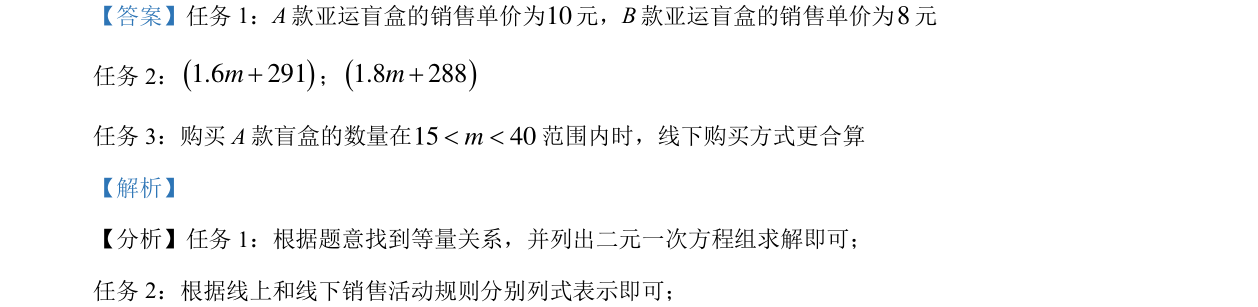 【答案】任务 1：A 款亚运盲盒的销售单价为10 元，B 款亚运盲盒的销售单价为8 元
任务 2：(1.6m+291)；(1.8m+288)
任务 3：购买 A 款盲盒的数量在15<m<40 范围内时，线下购买方式更合算
【解析】
【分析】任务 1：根据题意找到等量关系，并列出二元一次方程组求解即可；
任务 2：根据线上和线下销售活动规则分别列式表示即可；